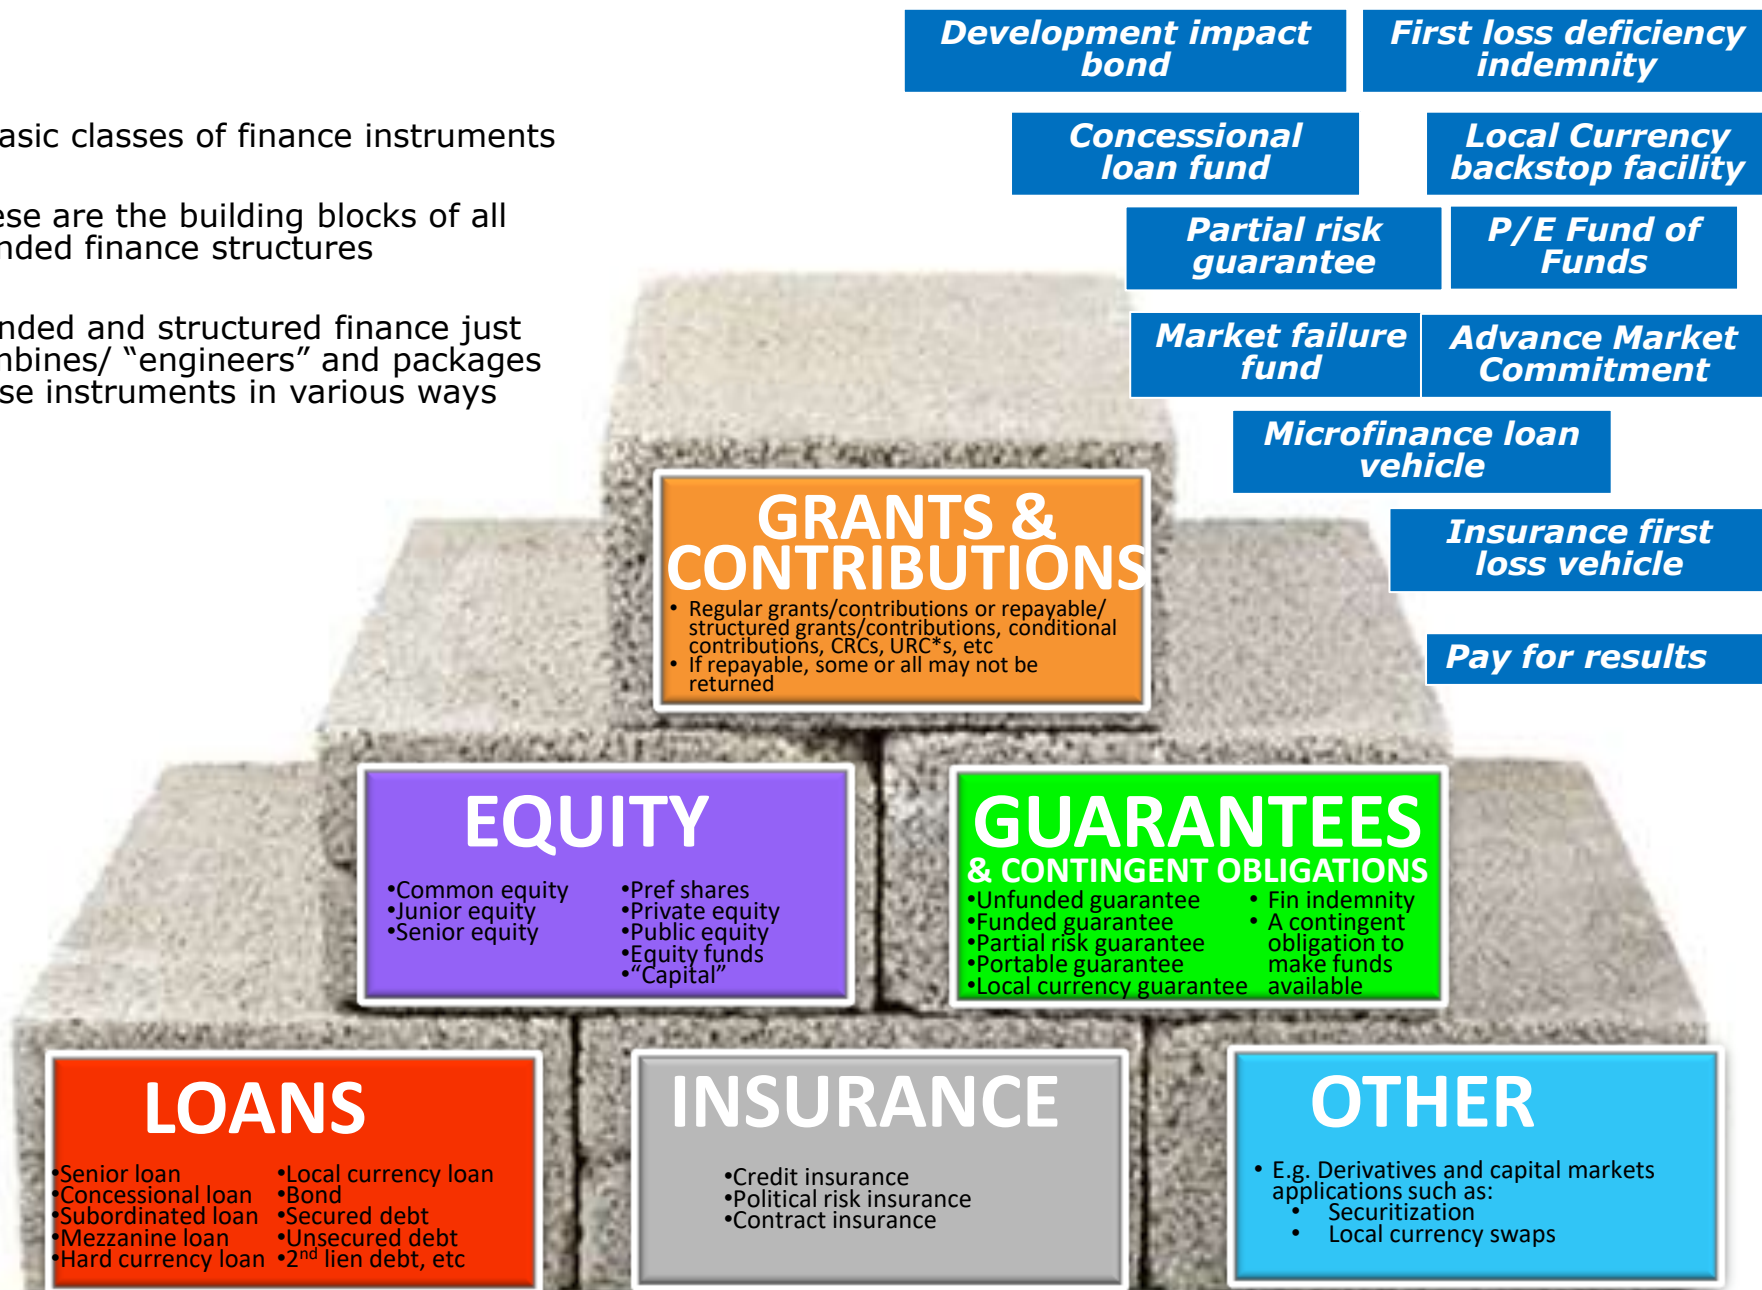 asic classes of finance instruments
ese are the building blocks of all
nded finance structures
nded and structured finance just
mbines/ “engineers” and packages
se instruments in various ways
Development impact
bond
First loss deficiency
indemnity
Concessional
loan fund
Local Currency
backstop facility
Partial risk
guarantee
P/E Fund of
Funds
Market failure
fund
Advance Market
Commitment
Microfinance loan
vehicle
Insurance first
loss vehicle
Pay for results
GRANTS &
CONTRIBUTIONS
• Regular grants/contributions or repayable/
structured grants/contributions, conditional
contributions, CRCs, URC*s, etc
• If repayable, some or all may not be
returned
EQUITY
•Common equity
•Junior equity
•Senior equity
•Pref shares
•Private equity
•Public equity
•Equity funds
•“Capital”
GUARANTEES
& CONTINGENT OBLIGATIONS
•Unfunded guarantee
•Funded guarantee
•Partial risk guarantee
•Portable guarantee
•Local currency guarantee
• Fin indemnity
• A contingent
obligation to
make funds
available
LOANS
•Senior loan
•Concessional loan
•Subordinated loan
•Mezzanine loan
•Hard currency loan
•Local currency loan
•Bond
•Secured debt
•Unsecured debt
•2nd lien debt, etc
INSURANCE
•Credit insurance
•Political risk insurance
•Contract insurance
OTHER
• E.g. Derivatives and capital markets
applications such as:
• Securitization
• Local currency swaps